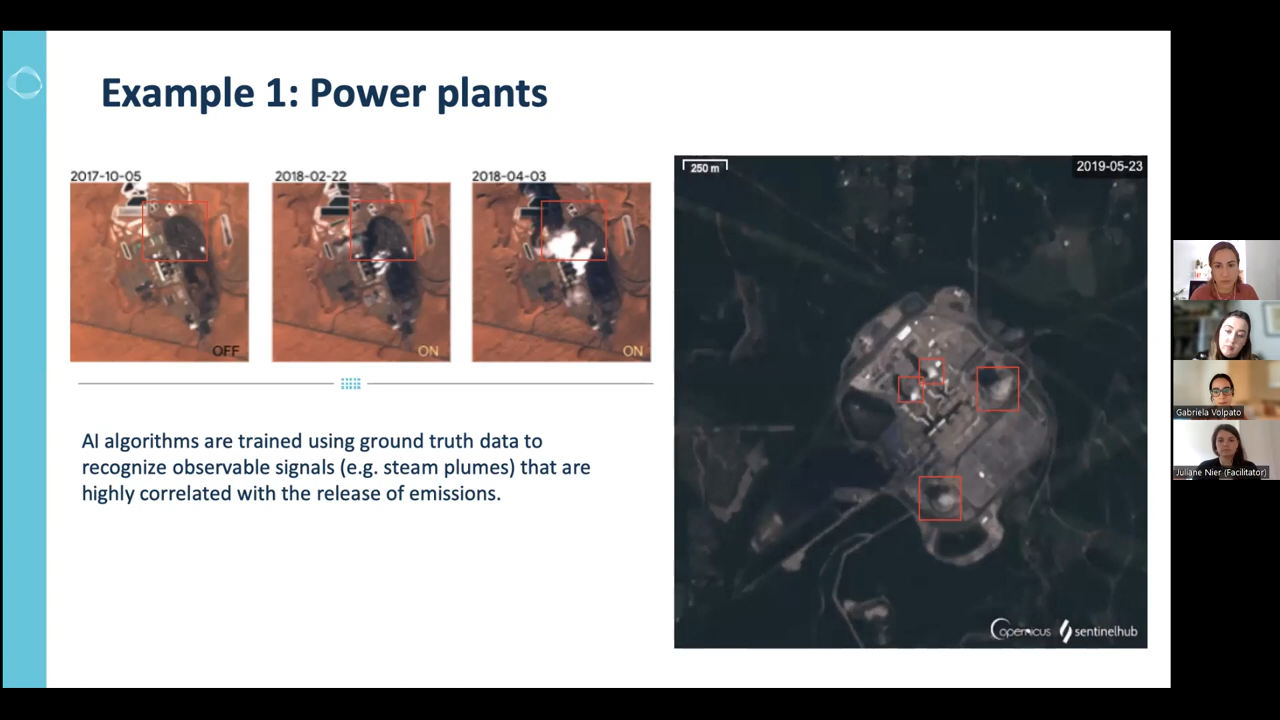 Example 1: Power plants
2017-10-05
2018-02-22
2018-04-03
OFF
ON
ON
AI algorithms are trained using ground truth data to
recognize observable signals (e.g. steam plumes) that are
highly correlated with the release of emissions.
250 m
2019-05-23
Copernicus sentinelhub
Gabriela Volpato
Juliane Nier (Facilitator)